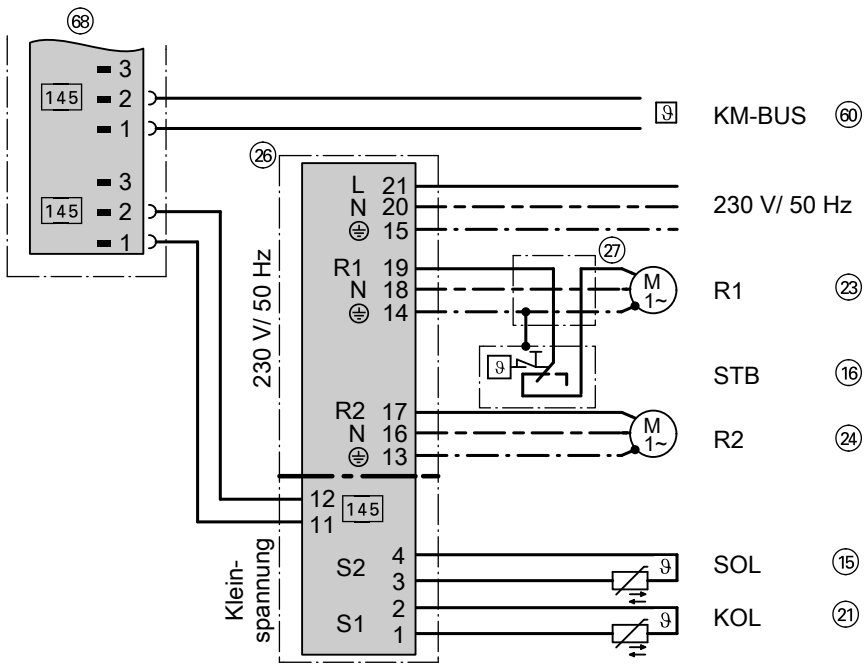 68
3
145 2
1
3
145 2
1
KM-BUS 60
ϑ
26
230 V/ 50 Hz
L 21
N 20
15
230 V/ 50 Hz
27
R1 19
N 18
14
M
1~
R1 23
ϑ
STB 16
R2 17
N 16
13
M
1~
R2 24
12
145
11
Klein-
spannung
S2 4
3
ϑ
SOL 15
S1 2
1
ϑ
KOL 21